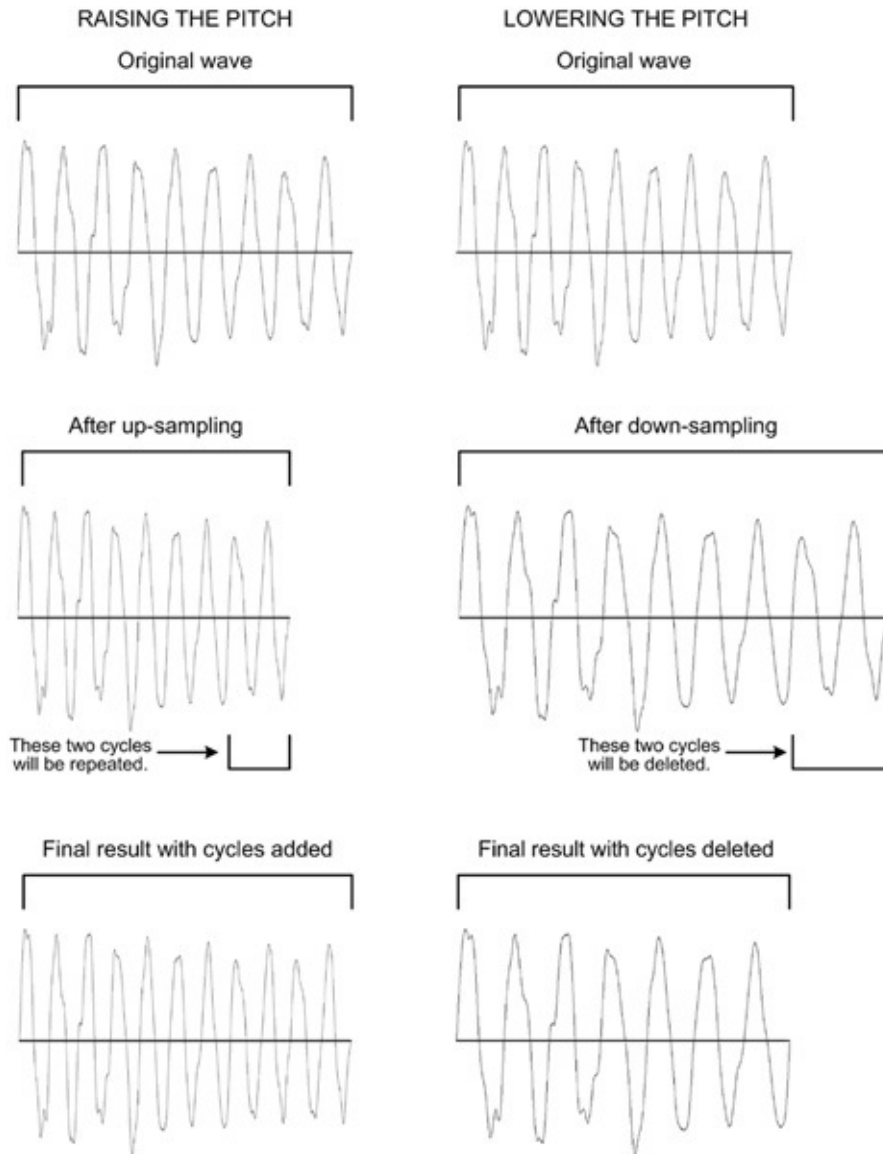 RAISING THE PITCH
Original wave
After up-sampling
These two cycles
will be repeated.
Final result with cycles added
LOWERING THE PITCH
Original wave
After down-sampling
These two cycles
will be deleted.
Final result with cycles deleted